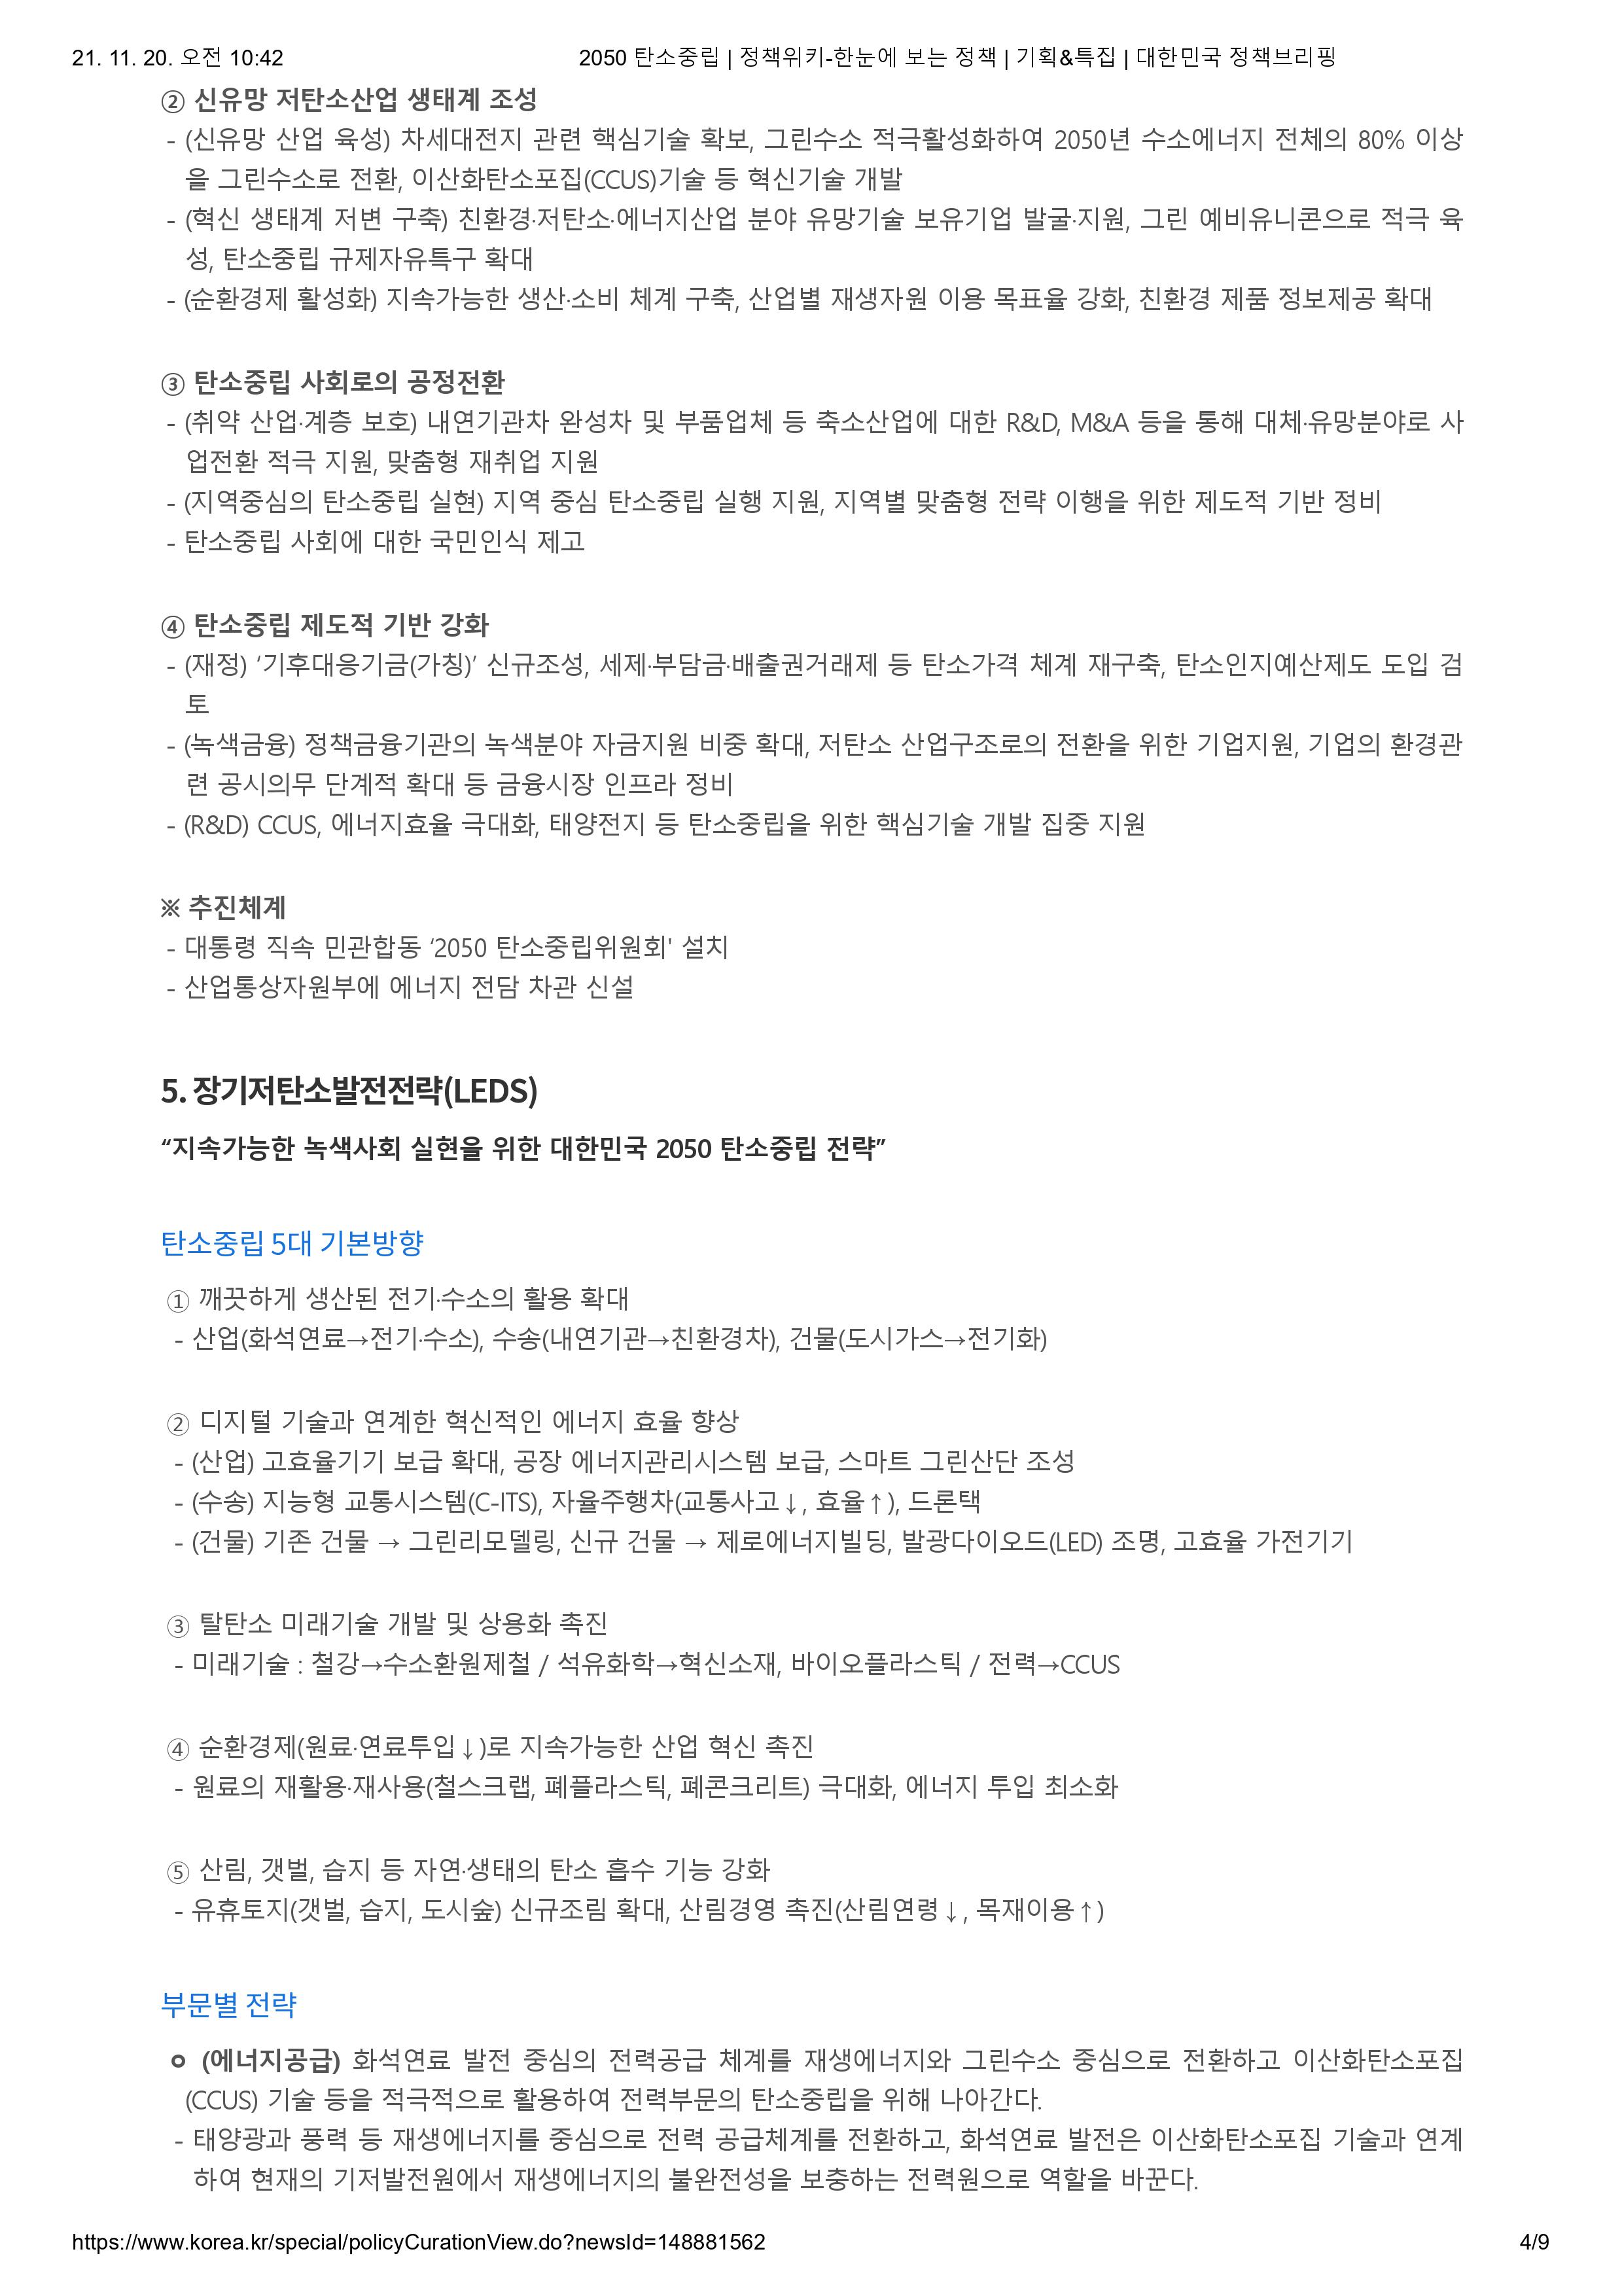 21. 11. 20. 오전 10:42
2050 탄소중립 | 정책위키-한눈에 보는 정책 | 기획&특집 | 대한민국 정책브리핑
② 신유망 저탄소산업 생태계 조성
- (신유망 산업 육성) 차세대전지 관련 핵심기술 확보, 그린수소 적극활성화하여 2050년 수소에너지 전체의 80% 이상
을 그린수소로 전환, 이산화탄소포집(CCUS)기술 등 혁신기술 개발
- (혁신 생태계 저변 구축) 친환경·저탄소·에너지산업 분야 유망기술 보유기업 발굴·지원, 그린 예비유니콘으로 적극 육
성, 탄소중립 규제자유특구 확대
- (순환경제 활성화) 지속가능한 생산·소비 체계 구축, 산업별 재생자원 이용 목표율 강화, 친환경 제품 정보제공 확대
③ 탄소중립 사회로의 공정전환
- (취약 산업·계층 보호) 내연기관차 완성차 및 부품업체 등 축소산업에 대한 R&D, M&A 등을 통해 대체·유망분야로 사
업전환 적극 지원, 맞춤형 재취업 지원
- (지역중심의 탄소중립 실현) 지역 중심 탄소중립 실행 지원, 지역별 맞춤형 전략 이행을 위한 제도적 기반 정비
- 탄소중립 사회에 대한 국민인식 제고
④ 탄소중립 제도적 기반 강화
- (재정) ‘기후대응기금(가칭)’ 신규조성, 세제·부담금·배출권거래제 등 탄소가격 체계 재구축, 탄소인지예산제도 도입 검
토
- (녹색금융) 정책금융기관의 녹색분야 자금지원 비중 확대, 저탄소 산업구조로의 전환을 위한 기업지원, 기업의 환경관
련 공시의무 단계적 확대 등 금융시장 인프라 정비
- (R&D) CCUS, 에너지효율 극대화, 태양전지 등 탄소중립을 위한 핵심기술 개발 집중 지원
※ 추진체계
- 대통령 직속 민관합동 ‘2050 탄소중립위원회' 설치
- 산업통상자원부에 에너지 전담 차관 신설
5. 장기저탄소발전전략(LEDS)
“지속가능한 녹색사회 실현을 위한 대한민국 2050 탄소중립 전략”
탄소중립 5대 기본방향
① 깨끗하게 생산된 전기·수소의 활용 확대
- 산업(화석연료→전기·수소), 수송(내연기관→친환경차), 건물(도시가스→전기화)
② 디지털 기술과 연계한 혁신적인 에너지 효율 향상
- (산업) 고효율기기 보급 확대, 공장 에너지관리시스템 보급, 스마트 그린산단 조성
- (수송) 지능형 교통시스템(C-ITS), 자율주행차(교통사고↓, 효율↑), 드론택
- (건물) 기존 건물 → 그린리모델링, 신규 건물 → 제로에너지빌딩, 발광다이오드(LED) 조명, 고효율 가전기기
③ 탈탄소 미래기술 개발 및 상용화 촉진
- 미래기술 : 철강→수소환원제철 / 석유화학→혁신소재, 바이오플라스틱 / 전력→CCUS
④ 순환경제(원료·연료투입↓)로 지속가능한 산업 혁신 촉진
- 원료의 재활용·재사용(철스크랩, 폐플라스틱, 폐콘크리트) 극대화, 에너지 투입 최소화
⑤ 산림, 갯벌, 습지 등 자연·생태의 탄소 흡수 기능 강화
- 유휴토지(갯벌, 습지, 도시숲) 신규조림 확대, 산림경영 촉진(산림연령↓, 목재이용↑)
부문별 전략
ㅇ (에너지공급) 화석연료 발전 중심의 전력공급 체계를 재생에너지와 그린수소 중심으로 전환하고 이산화탄소포집
(CCUS) 기술 등을 적극적으로 활용하여 전력부문의 탄소중립을 위해 나아간다.
- 태양광과 풍력 등 재생에너지를 중심으로 전력 공급체계를 전환하고, 화석연료 발전은 이산화탄소포집 기술과 연계
하여 현재의 기저발전원에서 재생에너지의 불완전성을 보충하는 전력원으로 역할을 바꾼다.
https://www.korea.kr/special/policyCurationView.do?newsId=148881562
4/9